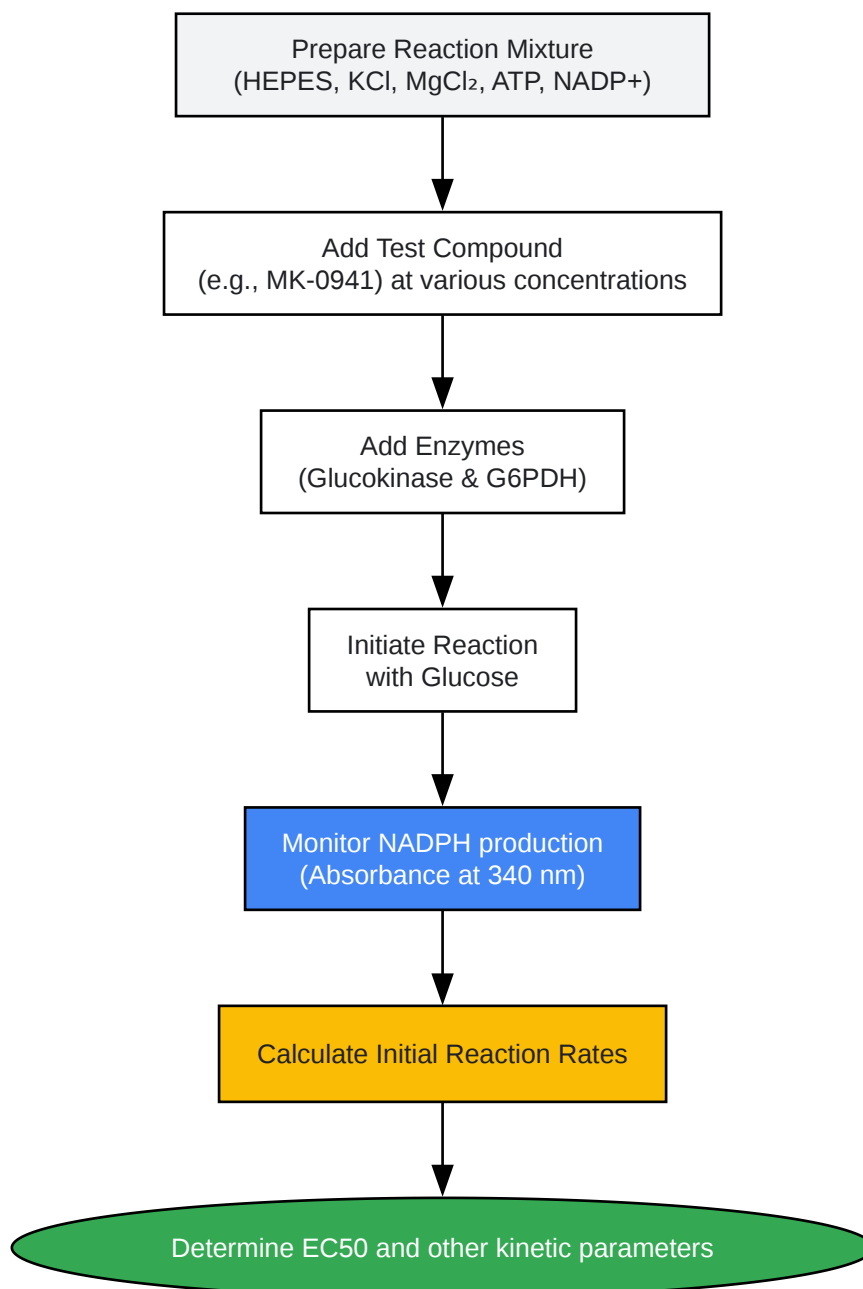 Prepare Reaction Mixture
(HEPES, KCl, MgCl₂, ATP, NADP+)
Add Test Compound
(e.g., MK-0941) at various concentrations
Add Enzymes
(Glucokinase & G6PDH)
Initiate Reaction
with Glucose
Monitor NADPH production
(Absorbance at 340 nm)
Calculate Initial Reaction Rates
Determine EC50 and other kinetic parameters